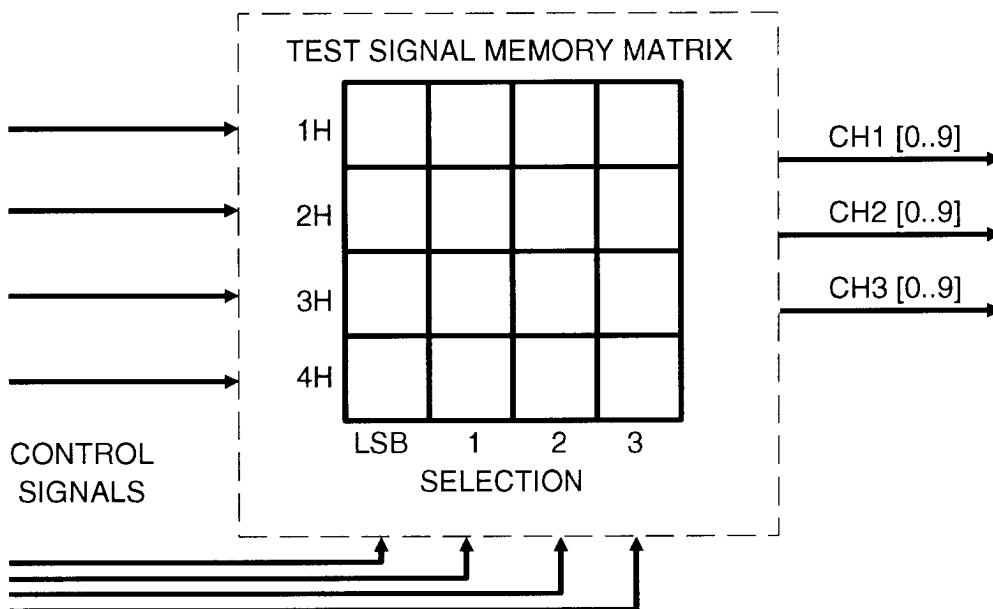 TEST SIGNAL MEMORY MATRIX
1H
2H
3H
4H
LSB 1 2 3
SELECTION
CONTROL
SIGNALS
CH1 [0..9]
CH2 [0..9]
CH3 [0..9]